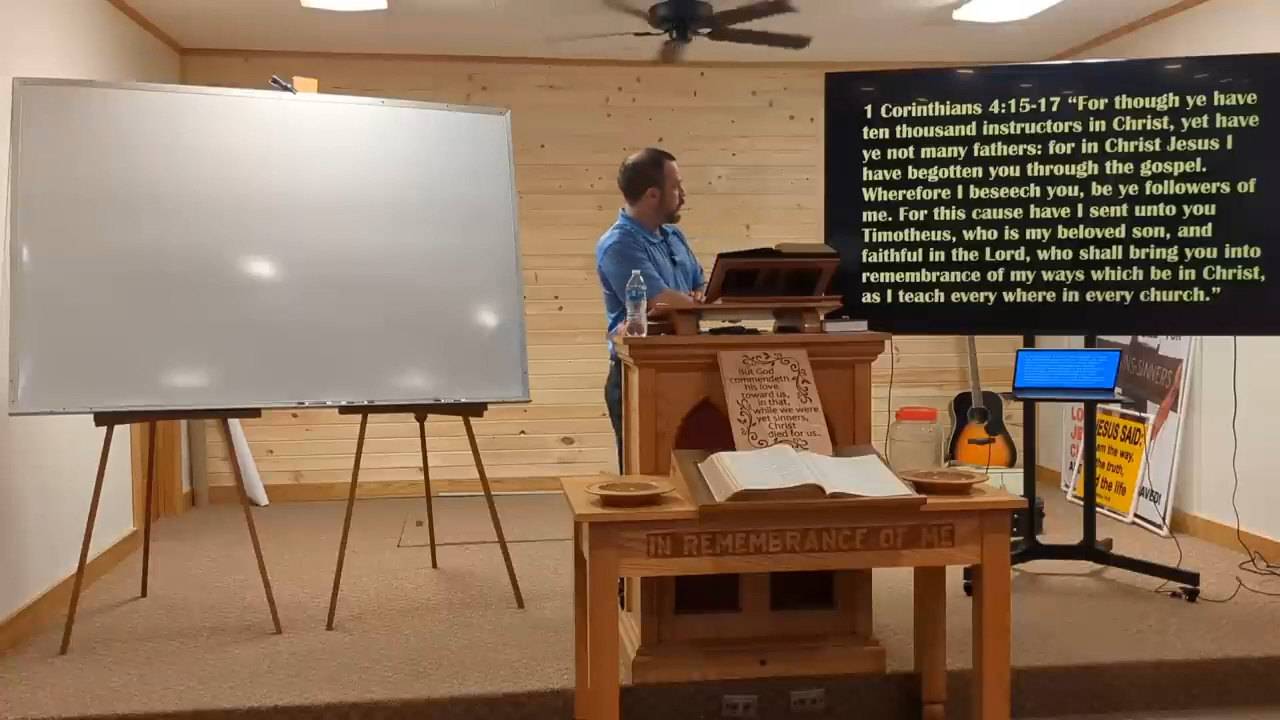 1 Corinthians 4:15-17 “For though ye have
ten thousand instructors in Christ, yet have
ye not many fathers: for in Christ Jesus I
have begotten you through the gospel.
Wherefore I beseech you, be ye followers of
me. For this cause have I sent unto you
Timotheus, who is my beloved son, and
faithful in the Lord, who shall bring you into
remembrance of my ways which be in Christ,
as I teach every where in every church.”
But God
commendeth
his love
toward us,
in that,
while we were
yet sinners,
Christ
died for us.
IN REMEMBRANCE OF ME
SINNERS
JESUS SAID:
am the way,
the truth,
d the life
AVED!